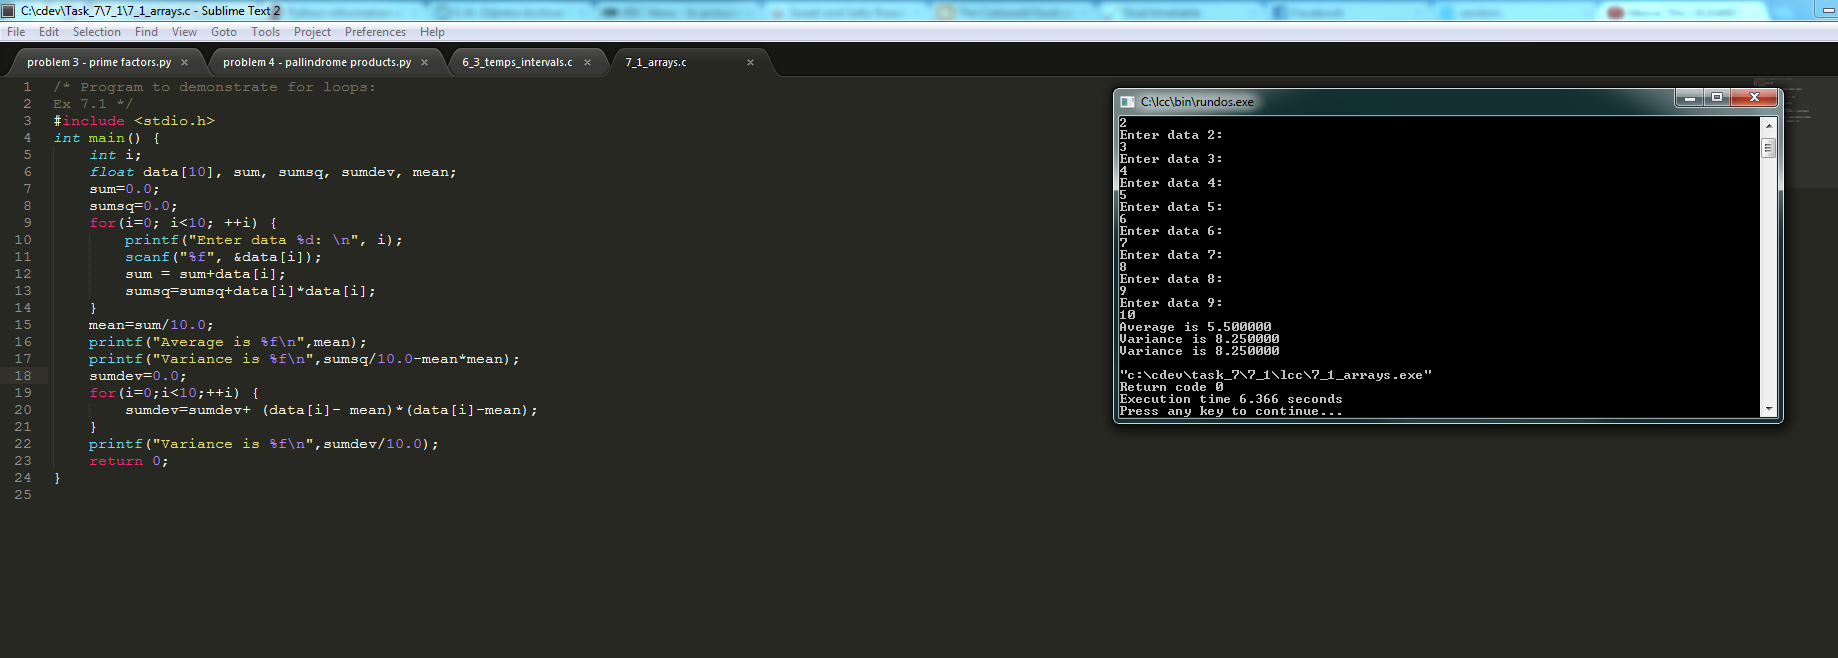 C:\cdev\Task_7\7_1\7_1_arrays.c - Sublime Text 2
File Edit Selection Find View Goto Tools Project Preferences Help
problem 3 - prime factors.py × problem 4 - pallindrome products.py × 6_3_temps_intervals.c × 7_1_arrays.c ×
1 /* Program to demonstrate for loops:
2 Ex 7.1 */
3 #include <stdio.h>
4 int main() {
5 int i;
6 float data[10], sum, sumsq, sumdev, mean;
7 sum=0.0;
8 sumsq=0.0;
9 for(i=0; i<10; ++i) {
10 printf("Enter data %d: \n", i);
11 scanf("%f", &data[i]);
12 sum = sum+data[i];
13 sumsq=sumsq+data[i]*data[i];
14 }
15 mean=sum/10.0;
16 printf("Average is %f\n",mean);
17 printf("Variance is %f\n",sumsq/10.0-mean*mean);
18 sumdev=0.0;
19 for(i=0;i<10;++i) {
20 sumdev=sumdev+ (data[i]- mean)*(data[i]-mean);
21 }
22 printf("Variance is %f\n",sumdev/10.0);
23 return 0;
24 }
25
C:\lcc\bin\rundos.exe
2
Enter data 2:
3
Enter data 3:
4
Enter data 4:
5
Enter data 5:
6
Enter data 6:
7
Enter data 7:
8
Enter data 8:
9
Enter data 9:
10
Average is 5.500000
Variance is 8.250000
Variance is 8.250000
"c:\cdev\task_7\7_1\lcc\7_1_arrays.exe"
Return code 0
Execution time 6.366 seconds
Press any key to continue...